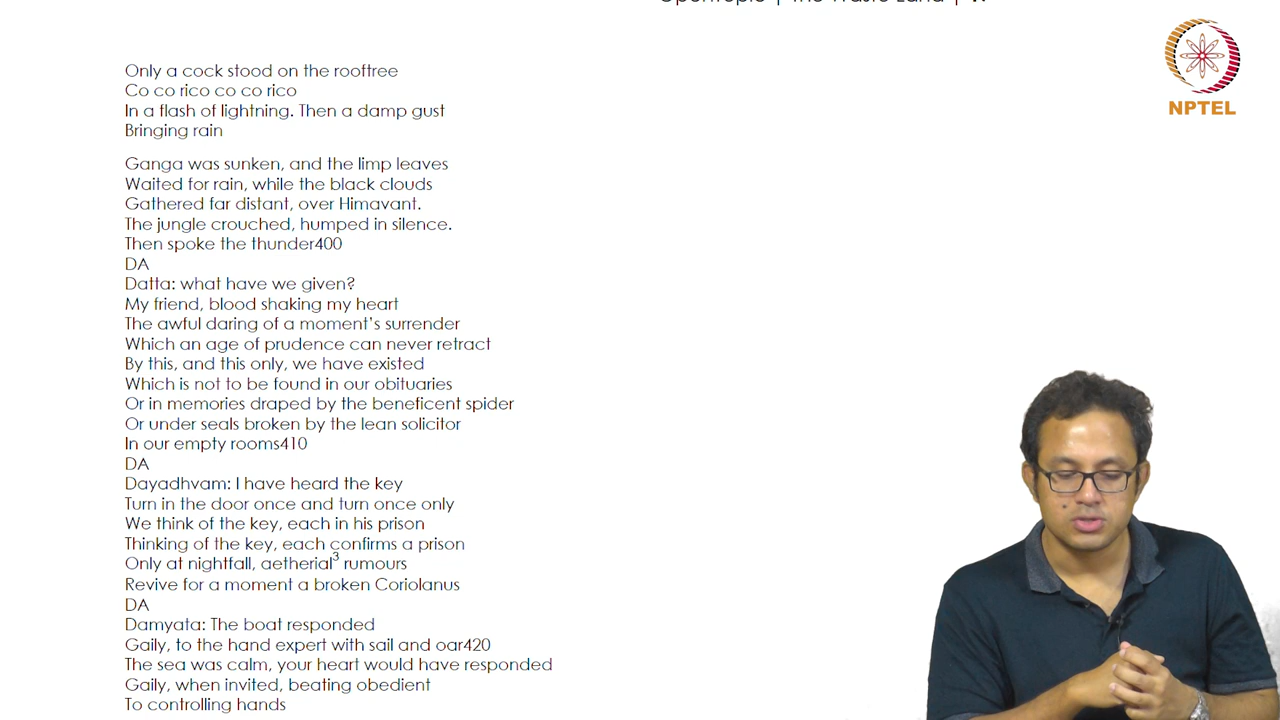 The Waste Land |
NPTEL
Only a cock stood on the rooftree
Co co rico co co rico
In a flash of lightning. Then a damp gust
Bringing rain
Ganga was sunken, and the limp leaves
Waited for rain, while the black clouds
Gathered far distant, over Himavant.
The jungle crouched, humped in silence.
Then spoke the thunder400
DA
Datta: what have we given?
My friend, blood shaking my heart
The awful daring of a moment’s surrender
Which an age of prudence can never retract
By this, and this only, we have existed
Which is not to be found in our obituaries
Or in memories draped by the beneficent spider
Or under seals broken by the lean solicitor
In our empty rooms410
DA
Dayadhvam: I have heard the key
Turn in the door once and turn once only
We think of the key, each in his prison
Thinking of the key, each confirms a prison
Only at nightfall, aetherial3 rumours
Revive for a moment a broken Coriolanus
DA
Damyata: The boat responded
Gaily, to the hand expert with sail and oar420
The sea was calm, your heart would have responded
Gaily, when invited, beating obedient
To controlling hands